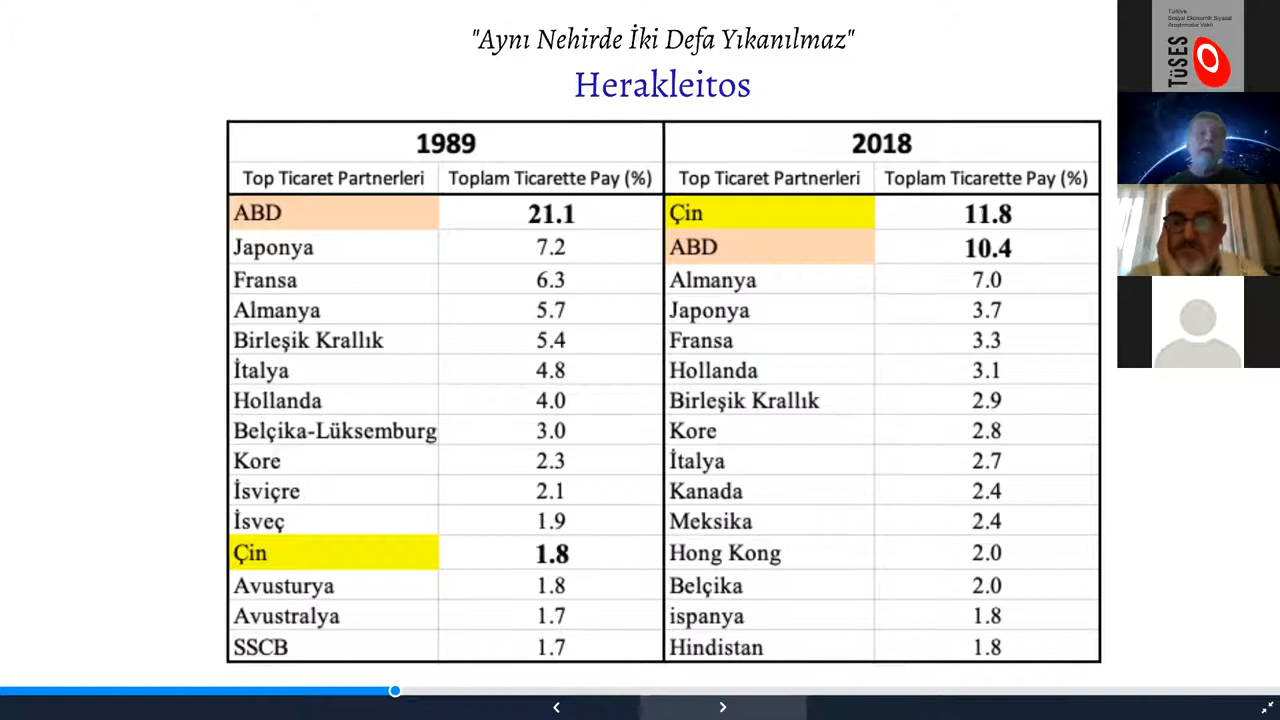 "Aynı Nehirde İki Defa Yıkanılmaz"
Herakleitos
1989 2018
Top Ticaret Partnerleri Toplam Ticarette Pay (%) Top Ticaret Partnerleri Toplam Ticarette Pay (%)
ABD 21.1 Çin 11.8
Japonya 7.2 ABD 10.4
Fransa 6.3 Almanya 7.0
Almanya 5.7 Japonya 3.7
Birleşik Krallık 5.4 Fransa 3.3
İtalya 4.8 Hollanda 3.1
Hollanda 4.0 Birleşik Krallık 2.9
Belçika-Lüksemburg 3.0 Kore 2.8
Kore 2.3 İtalya 2.7
İsviçre 2.1 Kanada 2.4
İsveç 1.9 Meksika 2.4
Çin 1.8 Hong Kong 2.0
Avusturya 1.8 Belçika 2.0
Avustralya 1.7 ispanya 1.8
SSCB 1.7 Hindistan 1.8
Türkiye
Sosyal Ekonomik Siyasal
Araştırmalar Vakfı
TÜSES